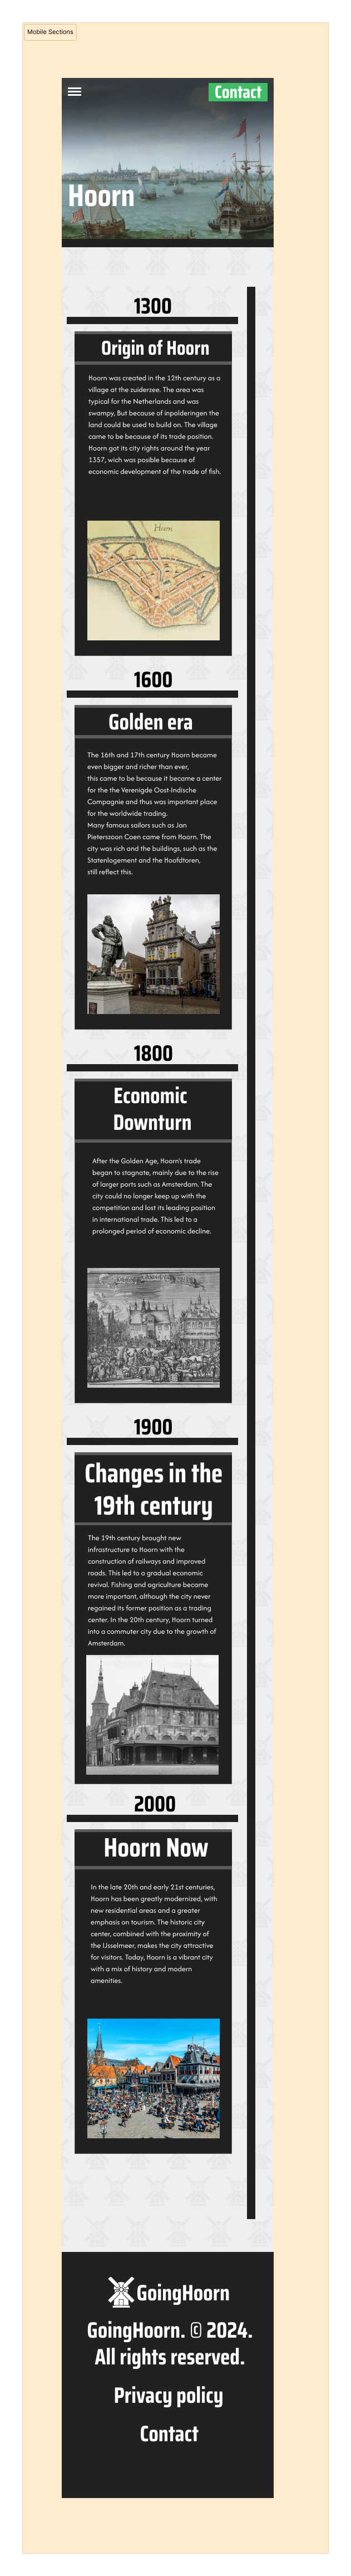 Mobile Sections
Contact
Hoorn
1300
Origin of Hoorn
Hoorn was created in the 12th century as a
village at the zuiderzee. The area was
typical for the Netherlands and was
swampy, But because of inpolderingen the
land could be used to build on. The village
came to be because of its trade position.
Hoorn got its city rights around the year
1357, wich was posible because of
economic development of the trade of fish.
Hoorn
1600
Golden era
The 16th and 17th century Hoorn became
even bigger and richer than ever,
this came to be because it became a center
for the the Verenigde Oost-Indische
Compagnie and thus was important place
for the worldwide trading.
Many famous sailors such as Jan
Pieterszoon Coen came from Hoorn. The
city was rich and the buildings, such as the
Statenlogement and the Hoofdtoren,
still reflect this.
1800
Economic
Downturn
After the Golden Age, Hoorn's trade
began to stagnate, mainly due to the rise
of larger ports such as Amsterdam. The
city could no longer keep up with the
competition and lost its leading position
in international trade. This led to a
prolonged period of economic decline.
1900
Changes in the
19th century
The 19th century brought new
infrastructure to Hoorn with the
construction of railways and improved
roads. This led to a gradual economic
revival. Fishing and agriculture became
more important, although the city never
regained its former position as a trading
center. In the 20th century, Hoorn turned
into a commuter city due to the growth of
Amsterdam.
2000
Hoorn Now
In the late 20th and early 21st centuries,
Hoorn has been greatly modernized, with
new residential areas and a greater
emphasis on tourism. The historic city
center, combined with the proximity of
the IJsselmeer, makes the city attractive
for visitors. Today, Hoorn is a vibrant city
with a mix of history and modern
amenities.
GoingHoorn
GoingHoorn. © 2024.
All rights reserved.
Privacy policy
Contact